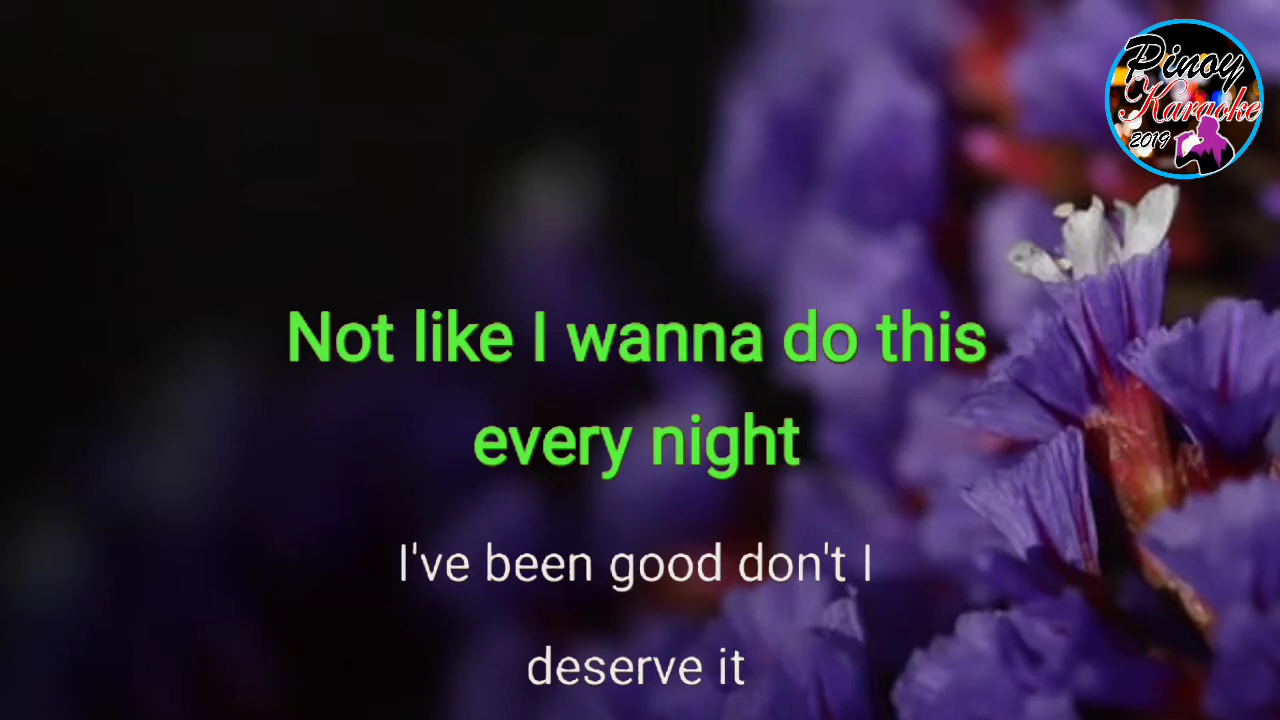 Pinoy
Karaoke
2019
Not like I wanna do this
every night
I've been good don't I
deserve it